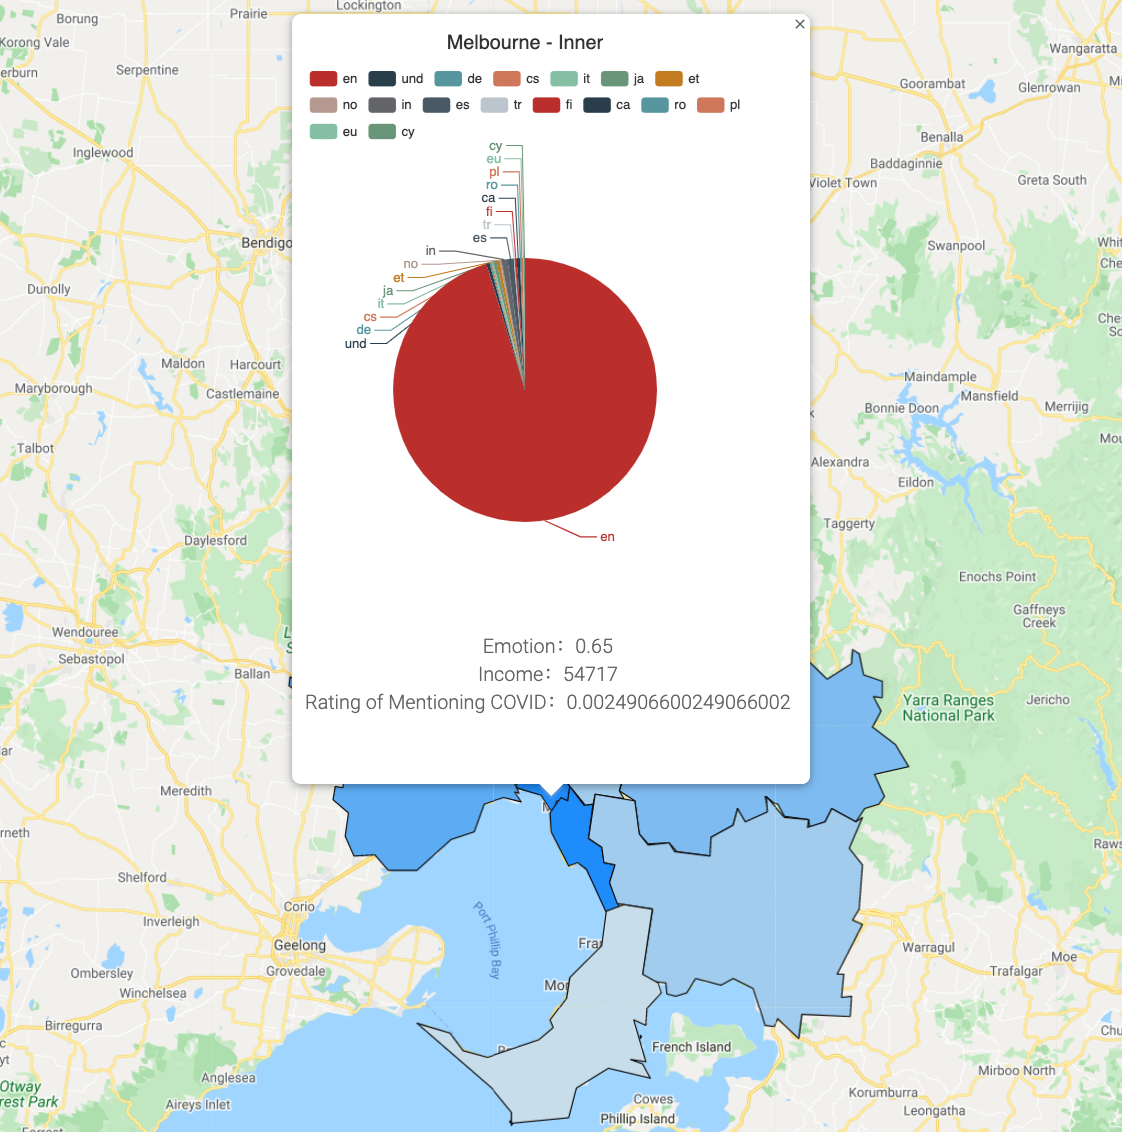 Lockington
Prairie
Borung
Korong Vale
Wangaratta
Serpentine
Goorambat
Glenrowan
Benalla
Inglewood
Baddaginnie
Violet Town
Greta South
Bendigo
Swanpool
Dunolly
Maldon
Harcourt
Maindample
Maryborough
Castlemaine
Mansfield
Bonnie Doon
Merrijig
Talbot
Alexandra
Eildon
Taggerty
Daylesford
Enochs Point
Gaffneys
Creek
Wendouree
Sebastopol
Ballan
Yarra Ranges
National Park
Jericho
Meredith
Shelford
Corio
Inverleigh
Port Phillip Bay
Geelong
Warragul
Grovedale
Moe
Ombersley
Trafalgar
Winchelsea
Birregurra
French Island
Mirboo North
Anglesea
Otway
Aireys Inlet
Cowes
Korumburra
Phillip Island
Leongatha
Melbourne - Inner
×
en und de cs it ja et
no in es tr fi ca ro pl
eu cy
cy
eu
pl
ro
ca
fi
tr
es
in
no
et
ja
it
cs
de
und
en
Emotion：0.65
Income：54717
Rating of Mentioning COVID：0.0024906600249066002